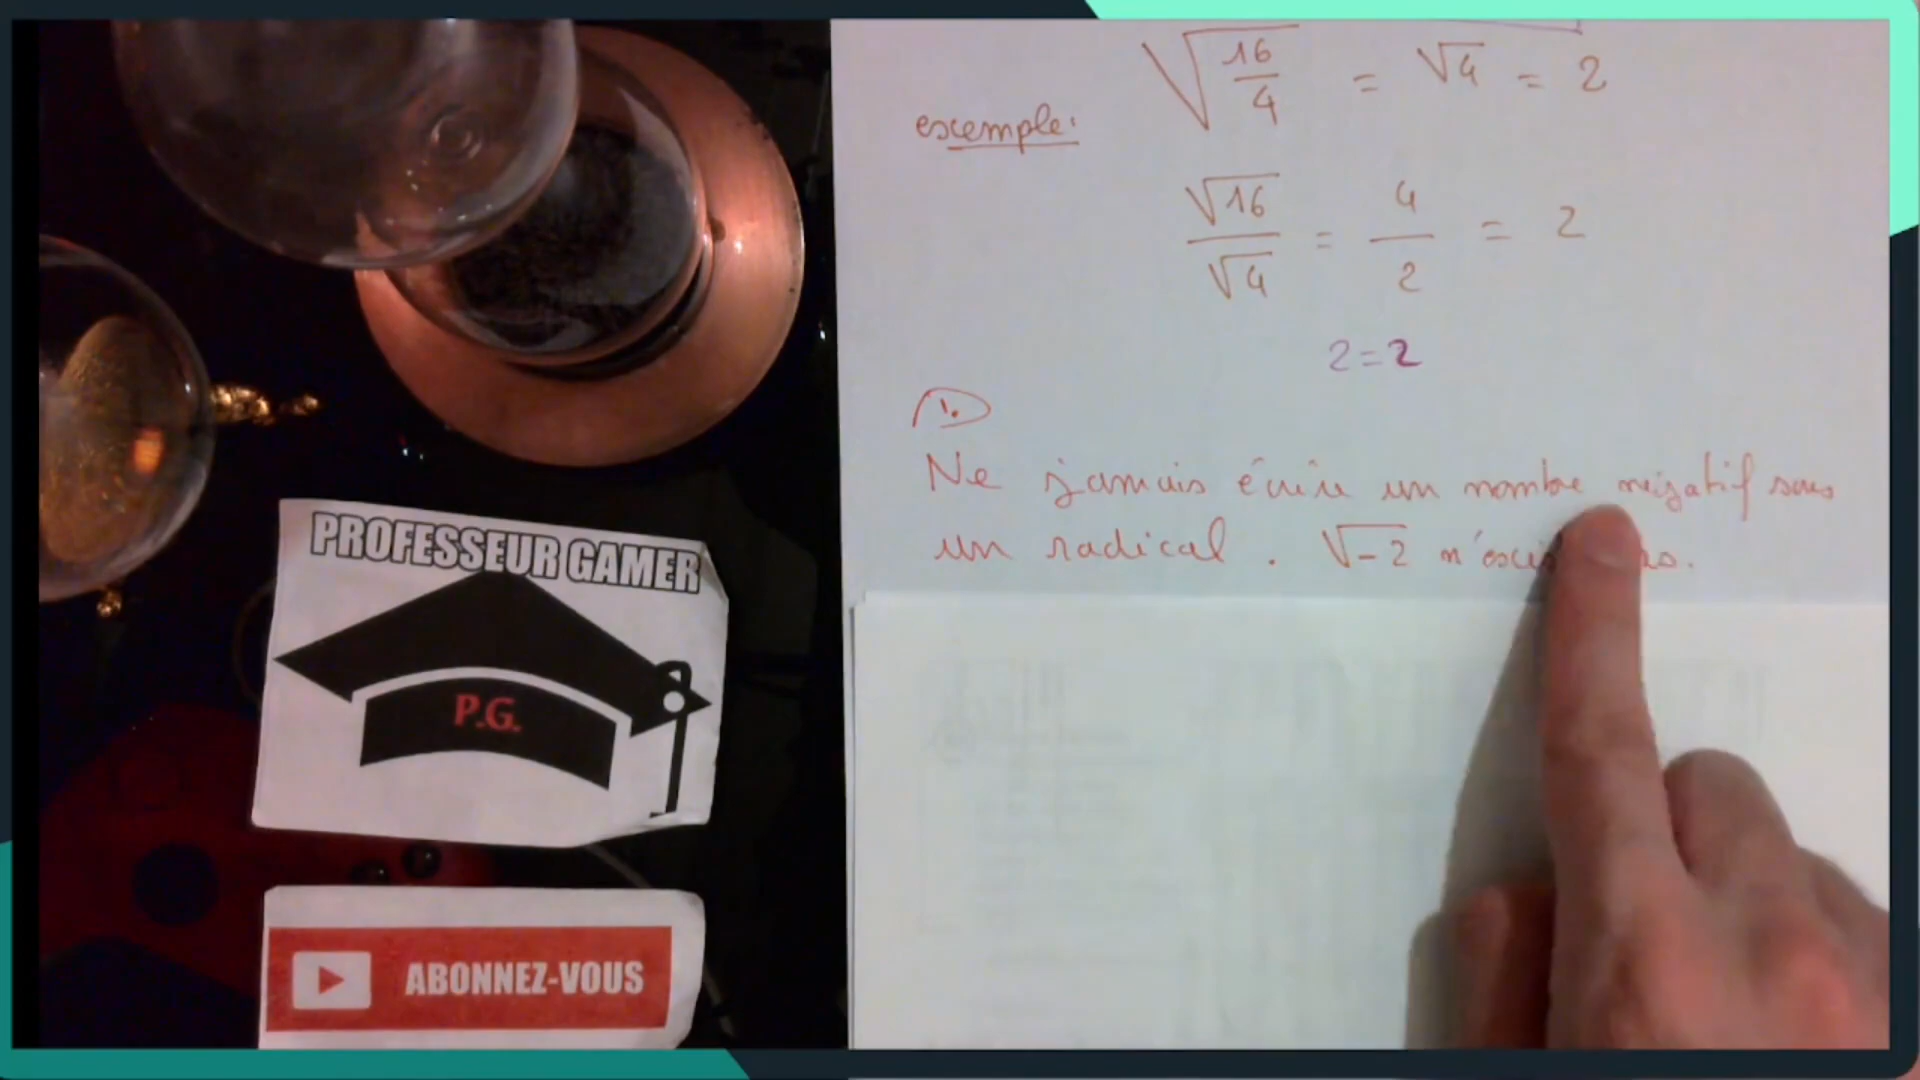 √16/4 = √4 = 2
exemple:
√16/√4 = 4/2 = 2
2=2
Ne jamais écrire un nombre négatif sous
un radical. √-2 n'
PROFESSEUR GAMER
P.G.
ABONNEZ-VOUS